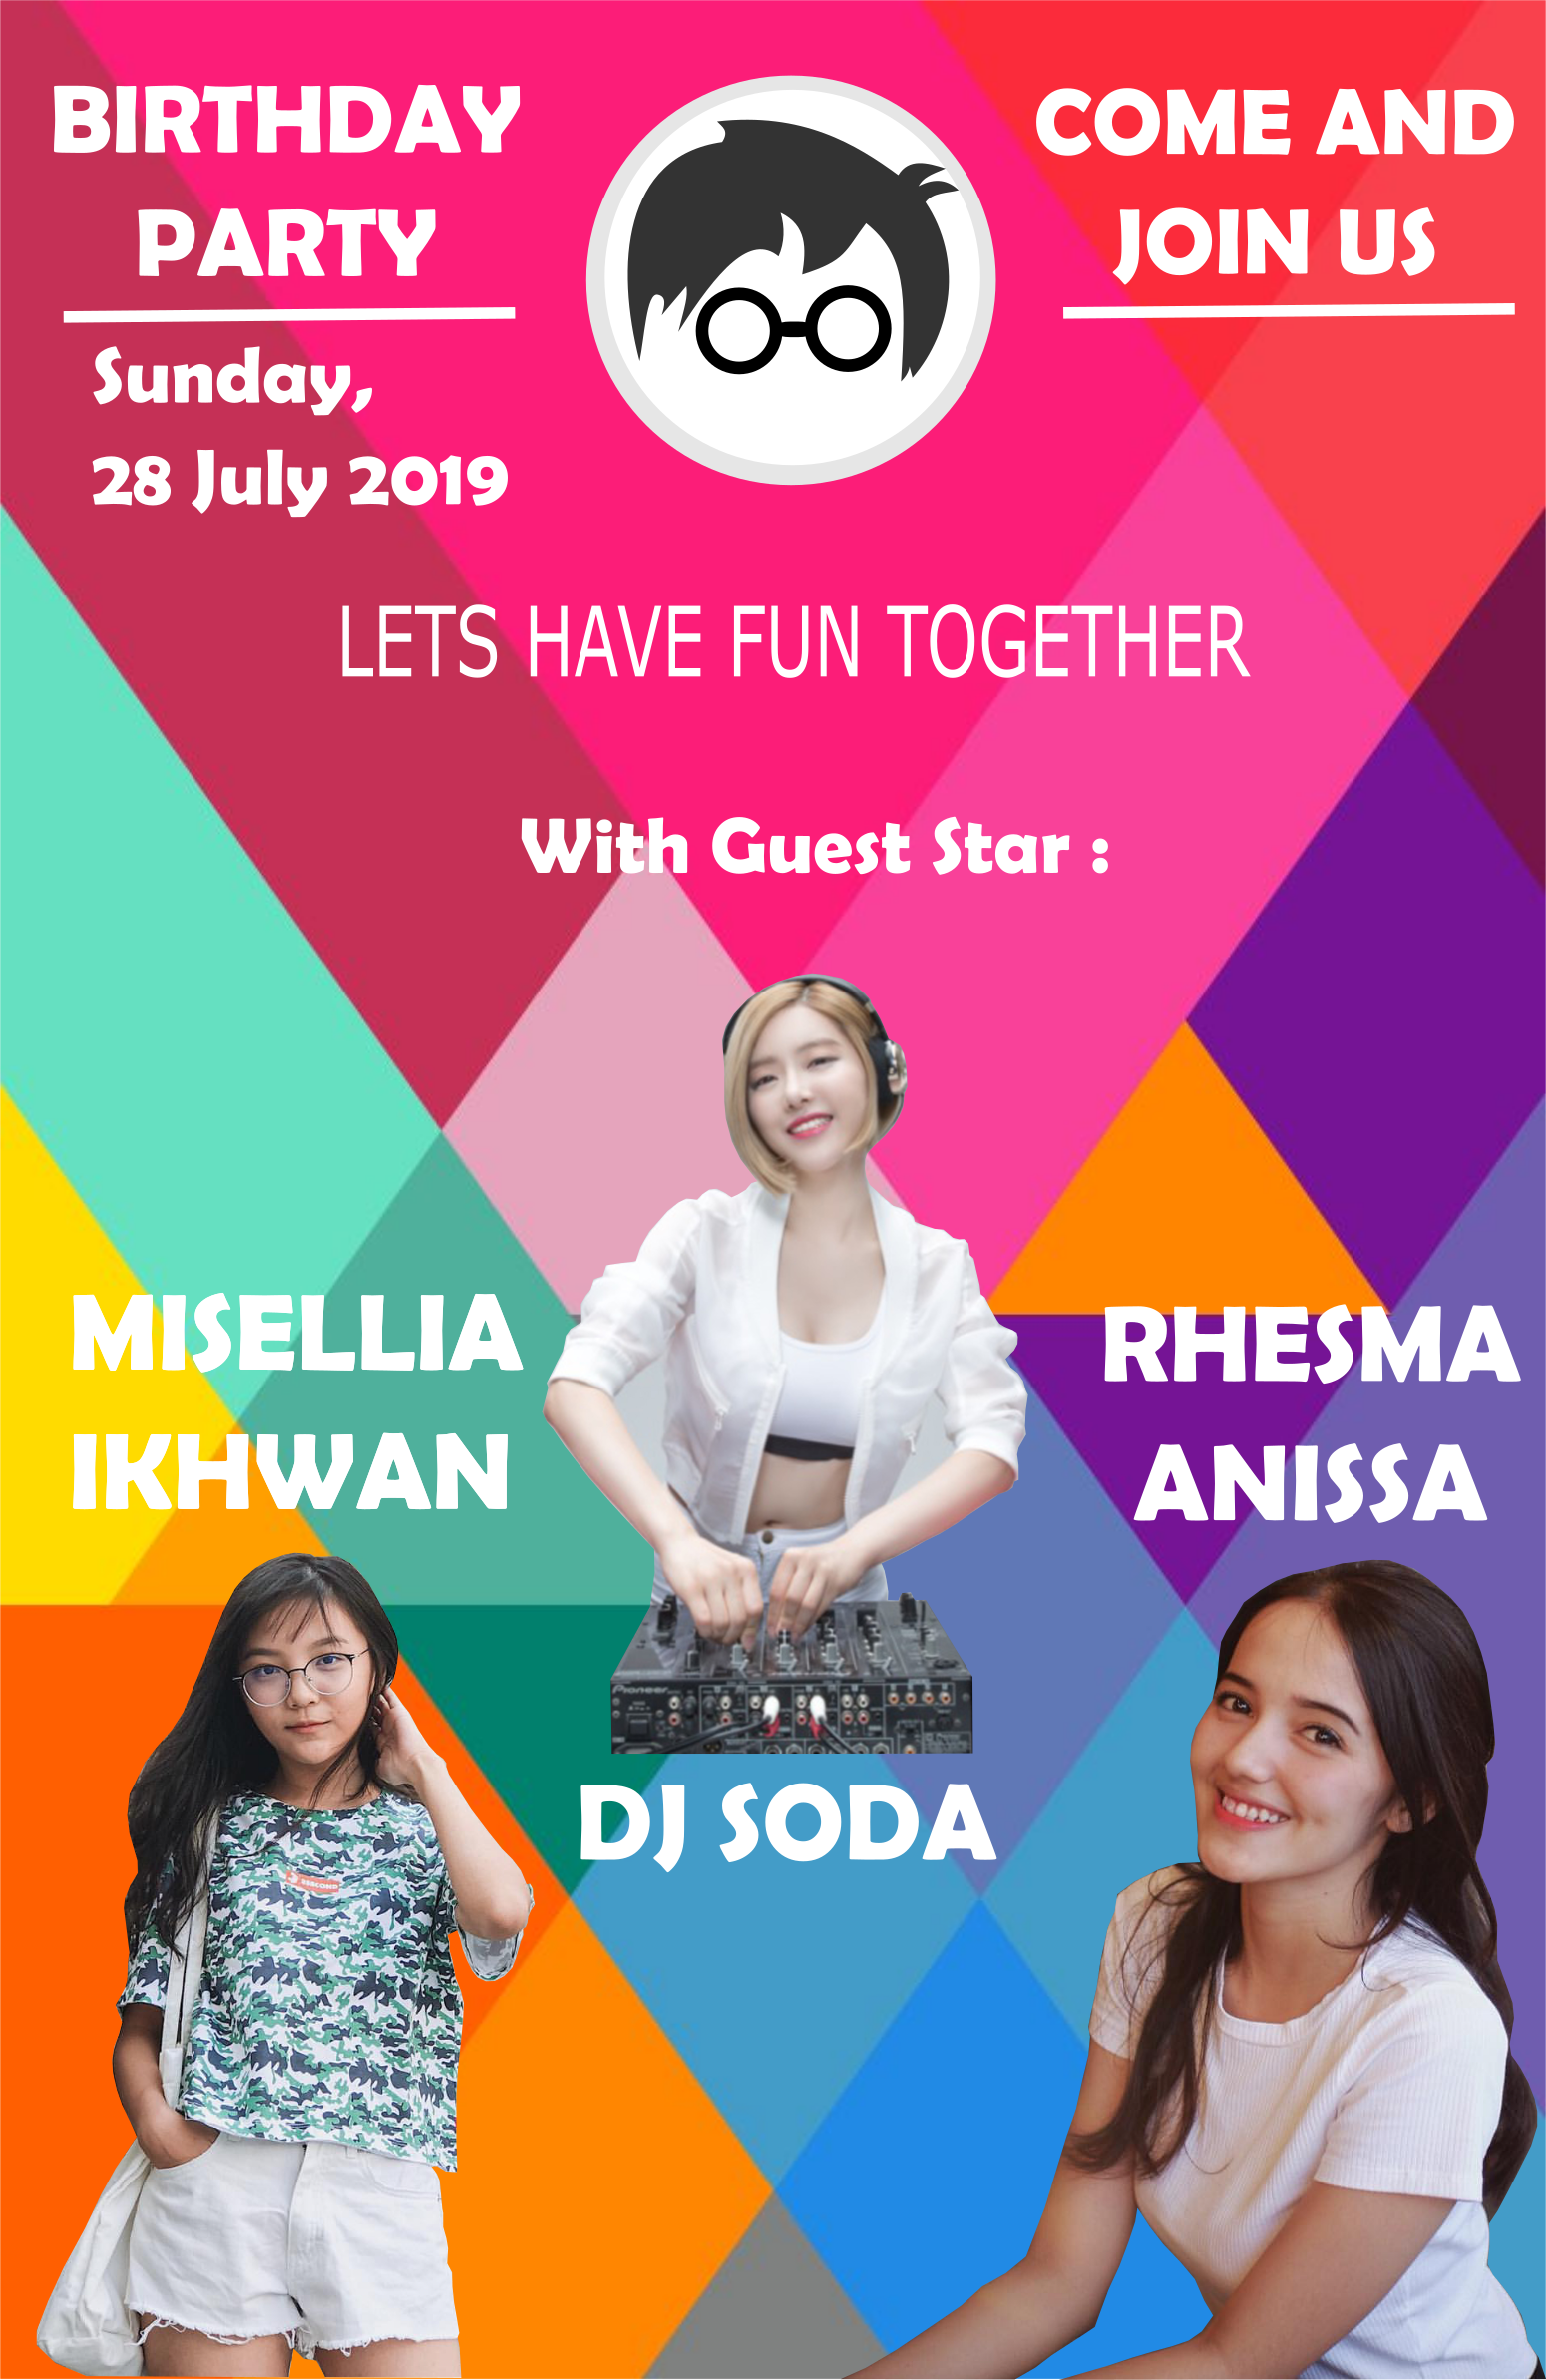 BIRTHDAY
PARTY
Sunday,
28 July 2019
COME AND
JOIN US
LETS HAVE FUN TOGETHER
With Guest Star :
MISELLIA
IKHWAN
RHESMA
ANISSA
Pioneer
DJ SODA